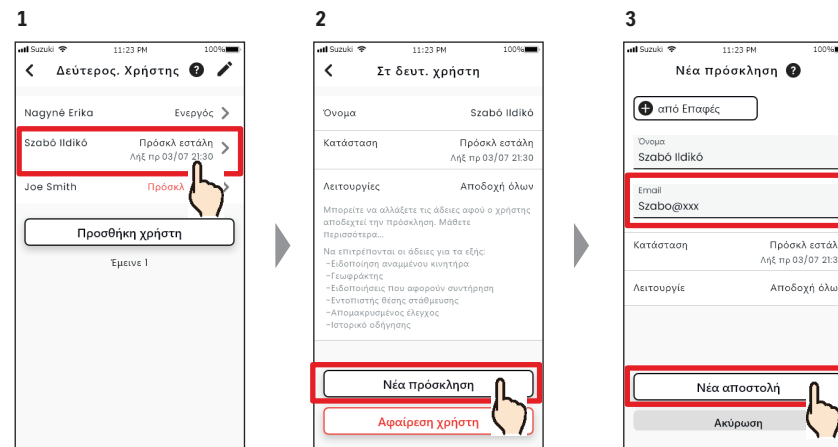 1
Suzuki 11:23 PM 100%
Δεύτερος. Χρήστης ?
Nagyné Erika Ενεργός
Szabó Ildikó Πρόσκλ εστάλη
Λήξ πρ 03/07 21:30
Joe Smith Πρόσκλ
Προσθήκη χρήστη
Έμεινε 1
2
Suzuki 11:23 PM 100%
Στ δευτ. χρήστη
Όνομα Szabó Ildikó
Κατάσταση Πρόσκλ εστάλη
Λήξ πρ 03/07 21:30
Λειτουργίες Αποδοχή όλων
Μπορείτε να αλλάξετε τις άδειες αφού ο χρήστης
αποδεχτεί την πρόσκληση. Μάθετε
περισσότερα...
Να επιτρέπονται οι άδειες για τα εξής:
-Ειδοποίηση αναμμένου κινητήρα
-Γεωφράκτης
-Ειδοποιήσεις που αφορούν συντήρηση
-Εντοπιστής θέσης στάθμευσης
-Απομακρυσμένος έλεγχος
-Ιστορικό οδήγησης
Νέα πρόσκληση
Αφαίρεση χρήστη
3
Suzuki 11:23 PM 100%
Νέα πρόσκληση ?
από Επαφές
Όνομα
Szabó Ildikó
Email
Szabo@xxx
Κατάσταση Πρόσκλ εστάλ
Λήξ πρ 03/07 21:3
Λειτουργίε Αποδοχή όλω
Νέα αποστολή
Ακύρωση